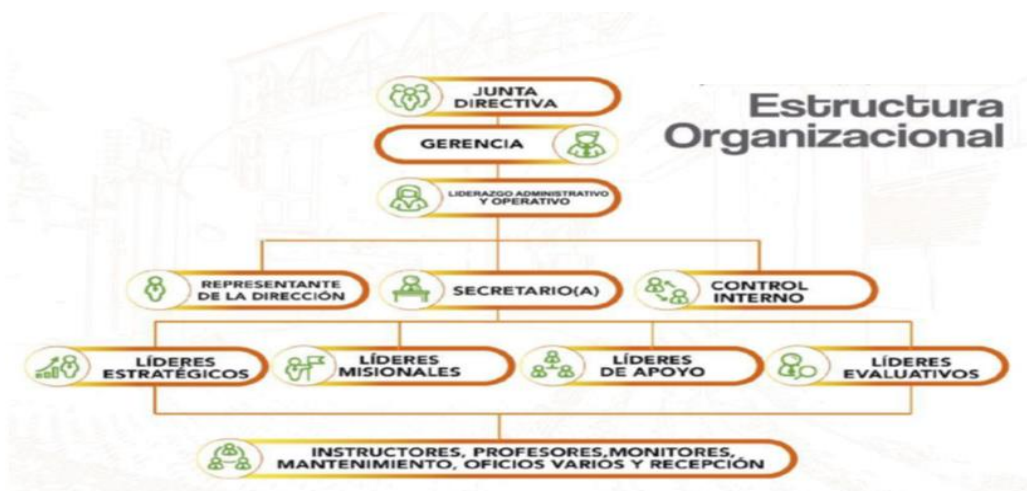 JUNTA
DIRECTIVA
Estructura
Organizacional
GERENCIA
LIDERAZGO ADMINISTRATIVO
Y OPERATIVO
REPRESENTANTE
DE LA DIRECCIÓN
SECRETARIO(A)
CONTROL
INTERNO
LÍDERES
ESTRATÉGICOS
LÍDERES
MISIONALES
LÍDERES
DE APOYO
LÍDERES
EVALUATIVOS
INSTRUCTORES, PROFESORES,MONITORES,
MANTENIMIENTO, OFICIOS VARIOS Y RECEPCIÓN